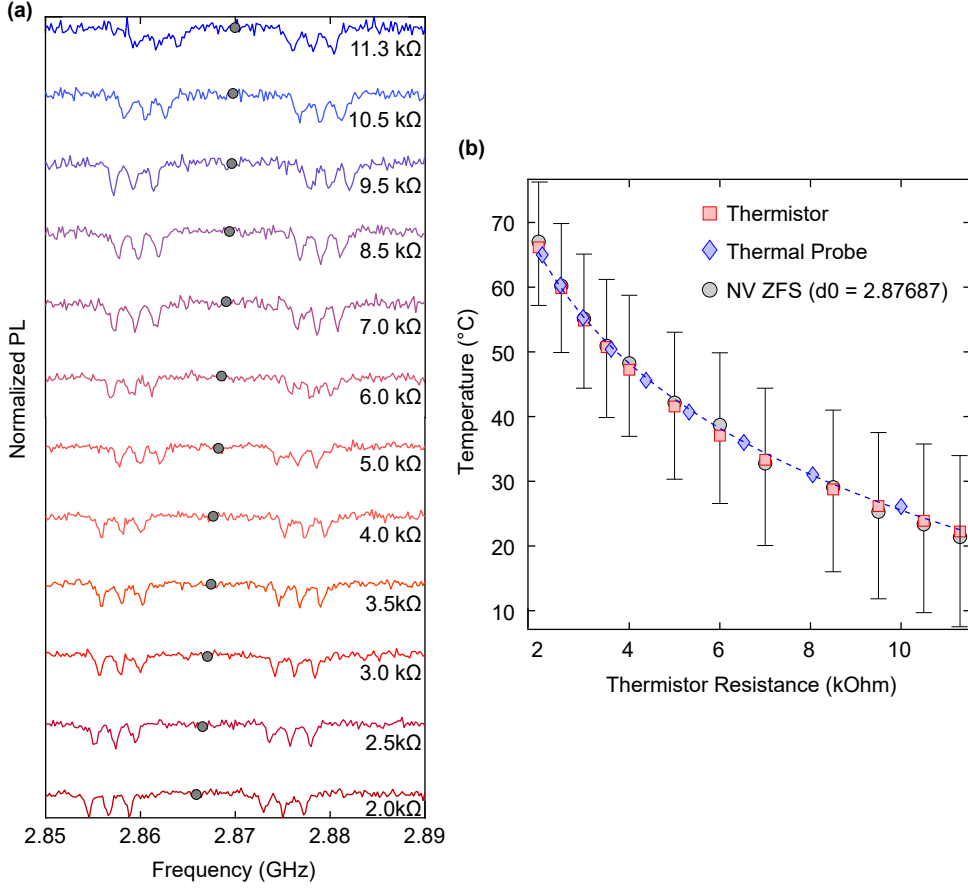 (a)
Normalized PL
11.3 kΩ
10.5 kΩ
9.5 kΩ
8.5 kΩ
7.0 kΩ
6.0 kΩ
5.0 kΩ
4.0 kΩ
3.5kΩ
3.0 kΩ
2.5kΩ
2.0kΩ
2.85 2.86 2.87 2.88 2.89
Frequency (GHz)
(b)
Temperature (°C)
70
60
50
40
30
20
10
Thermistor
Thermal Probe
NV ZFS (d0 = 2.87687)
2 4 6 8 10
Thermistor Resistance (kOhm)